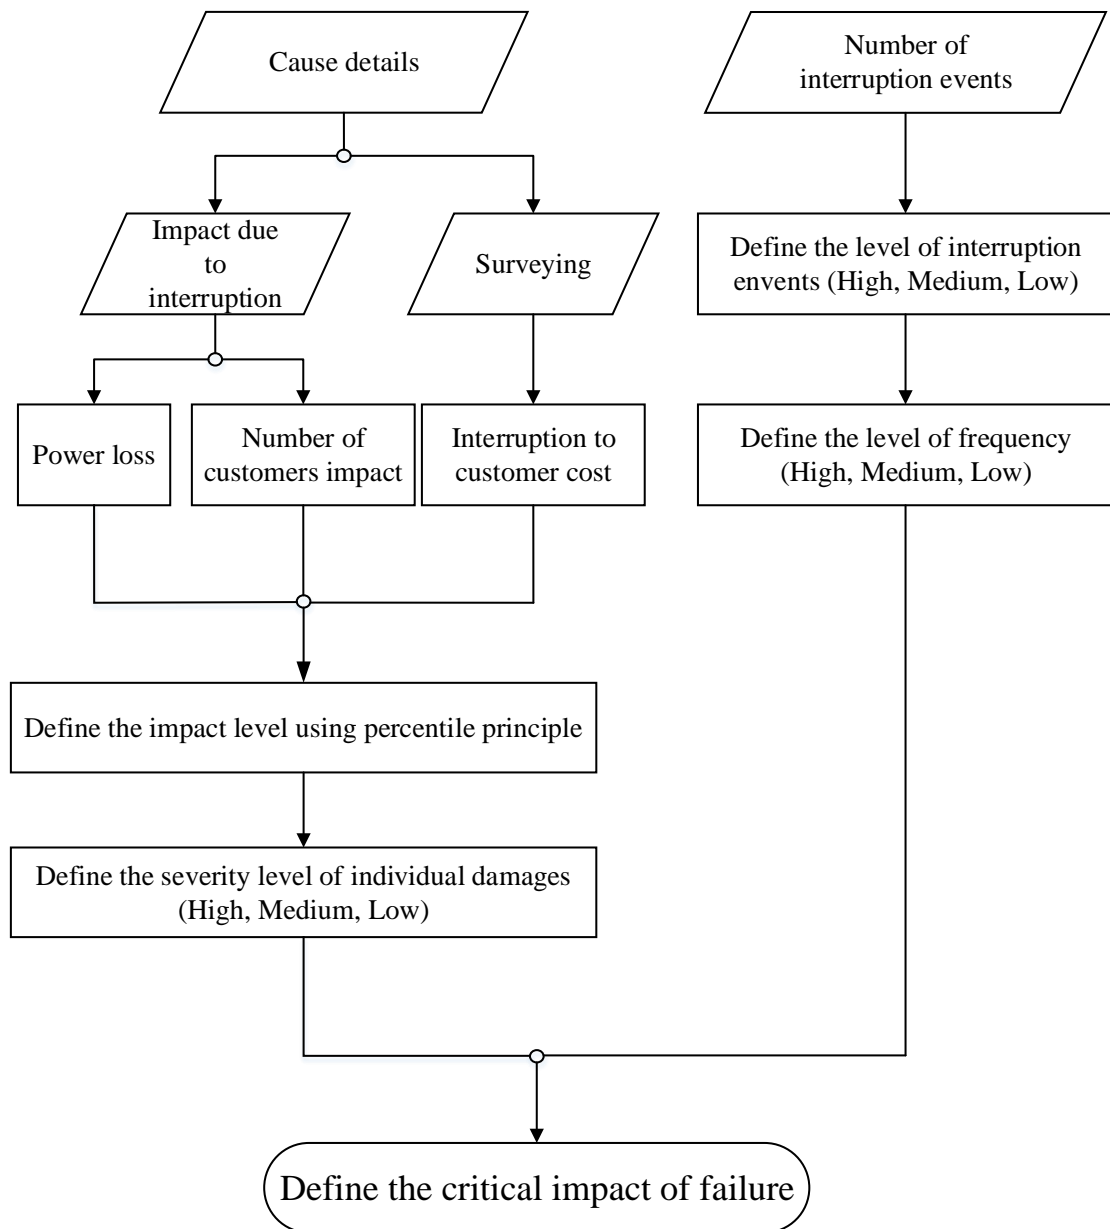 Cause details
Number of
interruption events
Impact due
to
interruption
Surveying
Define the level of interruption
envents (High, Medium, Low)
Power loss
Number of
customers impact
Interruption to
customer cost
Define the level of frequency
(High, Medium, Low)
Define the impact level using percentile principle
Define the severity level of individual damages
(High, Medium, Low)
Define the critical impact of failure